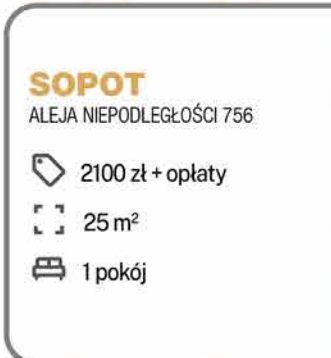 SOPOT
ALEJA NIEPODLEGŁOŚCI 756
2100 zł + opłaty
25 m²
1 pokój